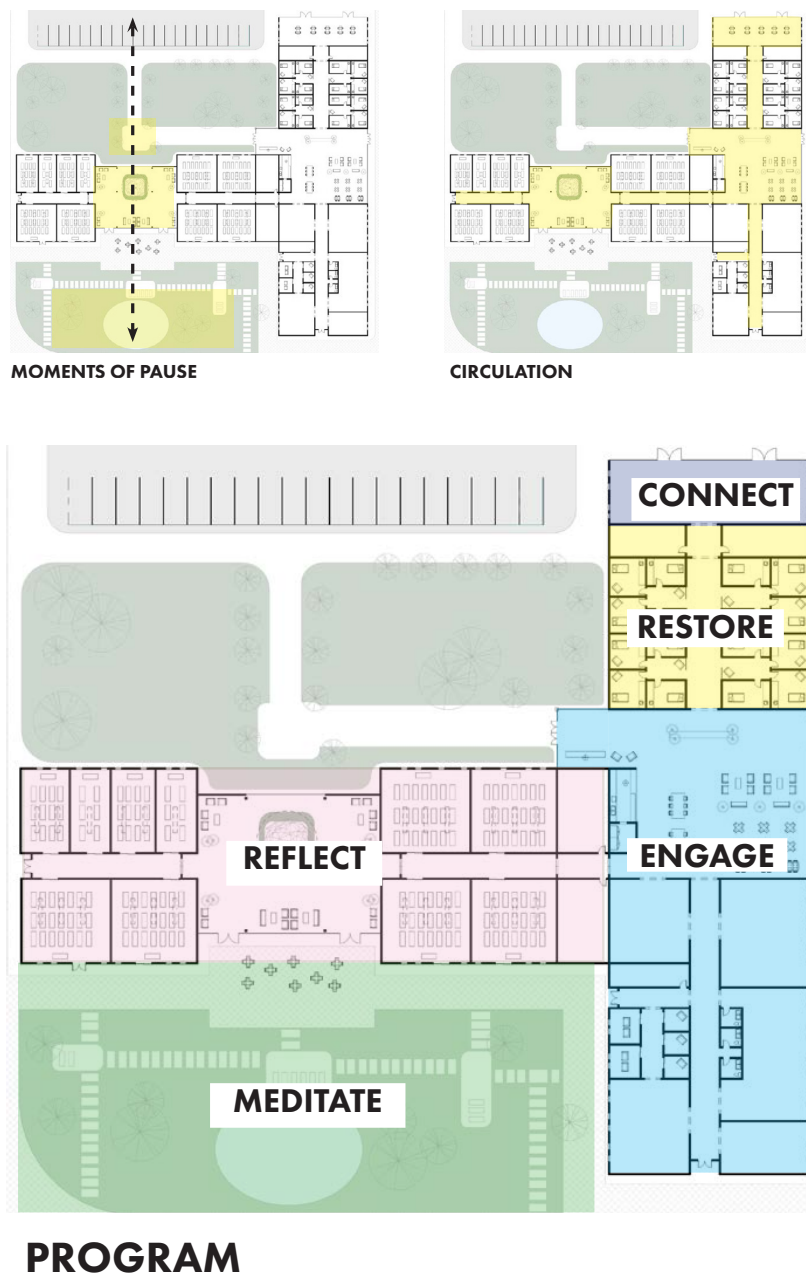 MOMENTS OF PAUSE
CIRCULATION
CONNECT
RESTORE
REFLECT
ENGAGE
MEDITATE
PROGRAM